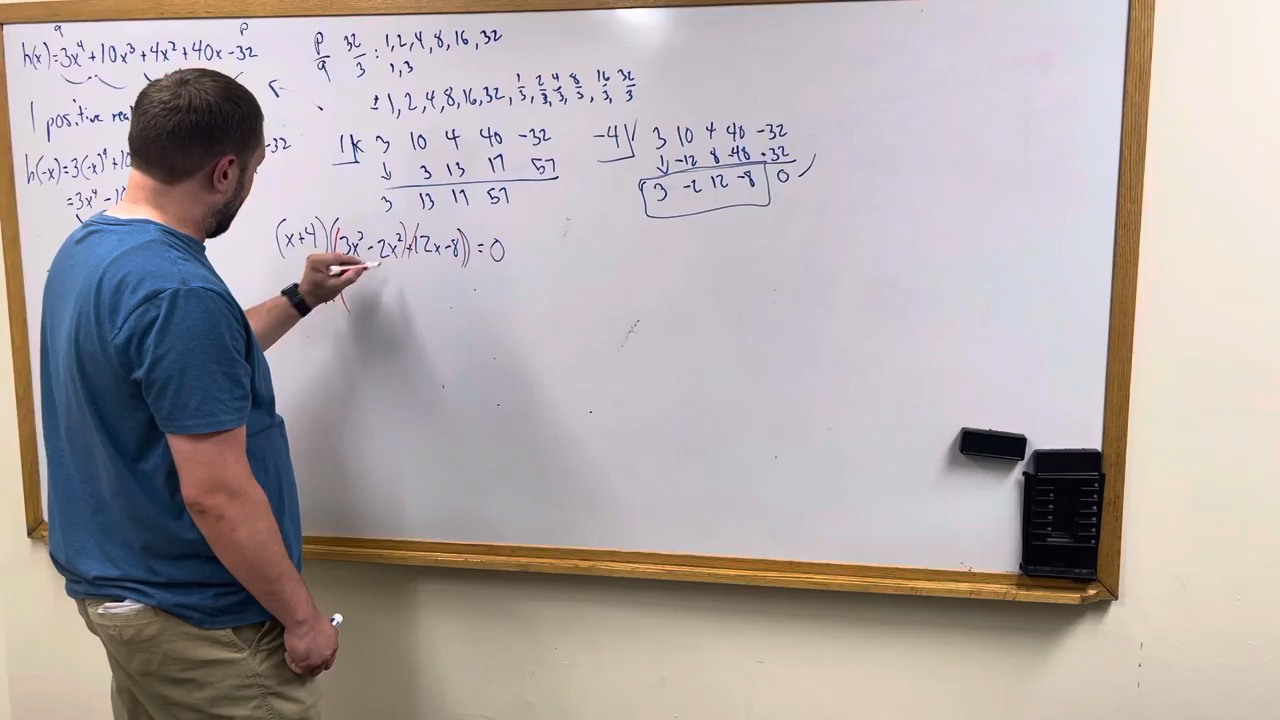 q p
h(x)=3x⁴+10x³+4x²+40x-32
p/q 32/3 : 1,2,4,8,16,32
1,3
± 1,2,4,8,16,32, 1/3, 2/3, 4/3, 8/3, 16/3, 32/3
1 positive
-32
h(-x)=3(-x)⁴+10
=3x⁴-10
1 3 10 4 40 -32
↓ 3 13 17 57
3 13 17 57
-4 3 10 4 40 -32
↓ -12 8 -48 +32
3 -2 12 -8 0
(x+4)((3x³-2x²)+(12x-8))=0